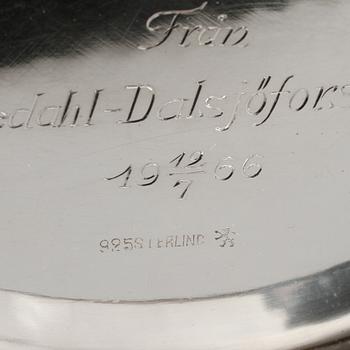 Från
edahl-Dalsjöfors
19 12/7 66
925STERLING